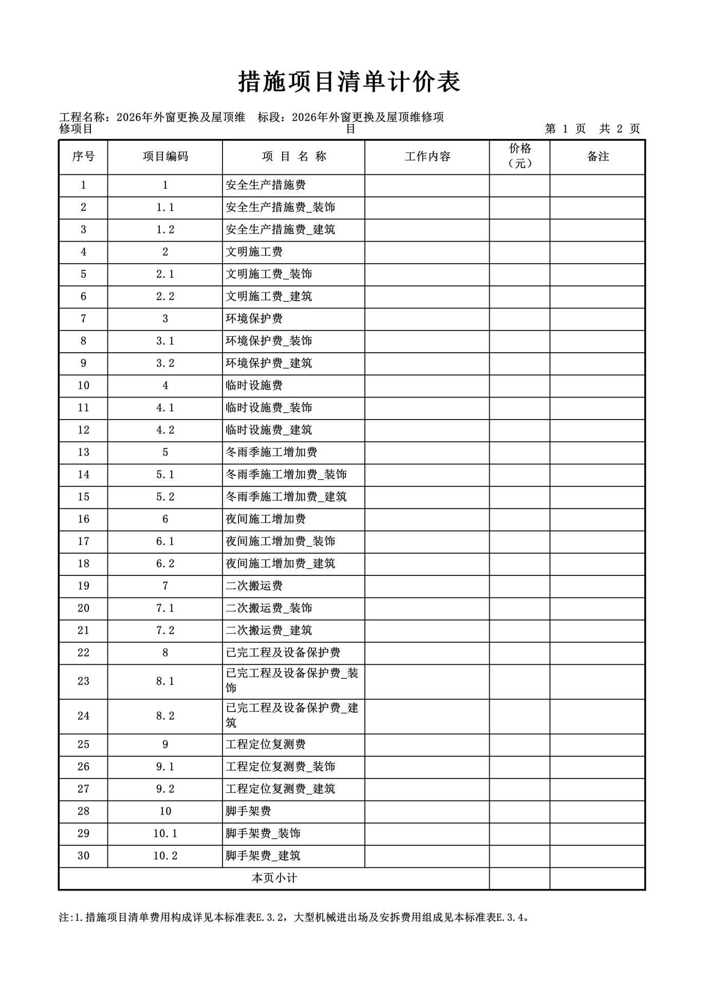 措施项目清单计价表
工程名称：2026年外窗更换及屋顶维修项目
标段：2026年外窗更换及屋顶维修项目
第 1 页 共 2 页
序号 项目编码 项 目 名 称 工作内容 价格（元） 备注
1 1 安全生产措施费
2 1.1 安全生产措施费_装饰
3 1.2 安全生产措施费_建筑
4 2 文明施工费
5 2.1 文明施工费_装饰
6 2.2 文明施工费_建筑
7 3 环境保护费
8 3.1 环境保护费_装饰
9 3.2 环境保护费_建筑
10 4 临时设施费
11 4.1 临时设施费_装饰
12 4.2 临时设施费_建筑
13 5 冬雨季施工增加费
14 5.1 冬雨季施工增加费_装饰
15 5.2 冬雨季施工增加费_建筑
16 6 夜间施工增加费
17 6.1 夜间施工增加费_装饰
18 6.2 夜间施工增加费_建筑
19 7 二次搬运费
20 7.1 二次搬运费_装饰
21 7.2 二次搬运费_建筑
22 8 已完工程及设备保护费
23 8.1 已完工程及设备保护费_装饰
24 8.2 已完工程及设备保护费_建筑
25 9 工程定位复测费
26 9.1 工程定位复测费_装饰
27 9.2 工程定位复测费_建筑
28 10 脚手架费
29 10.1 脚手架费_装饰
30 10.2 脚手架费_建筑
本页小计
注:1.措施项目清单费用构成详见本标准表E.3.2，大型机械进出场及安拆费用组成见本标准表E.3.4。